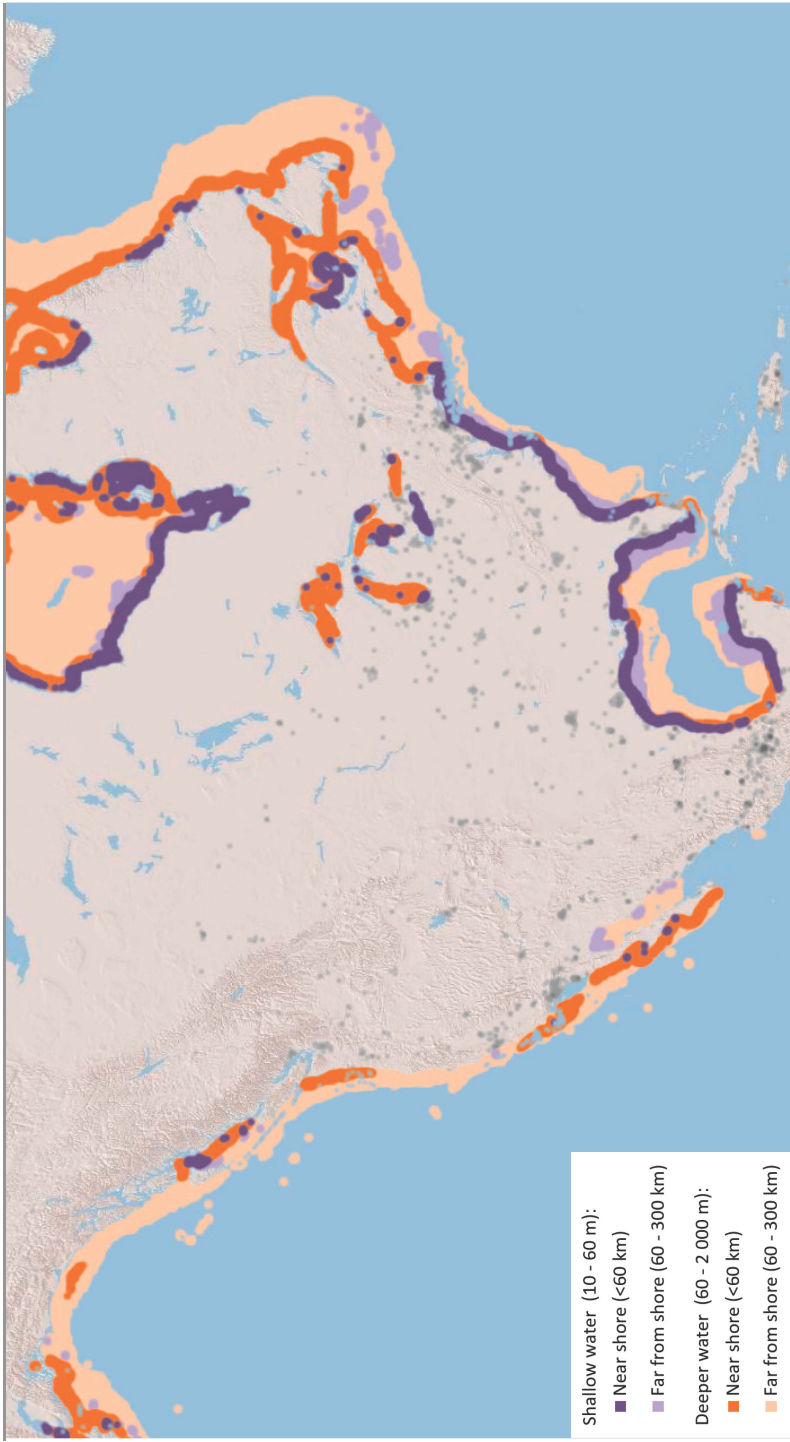 Shallow water (10 - 60 m):
Near shore (<60 km)
Far from shore (60 - 300 km)
Deeper water (60 - 2 000 m):
Near shore (<60 km)
Far from shore (60 - 300 km)